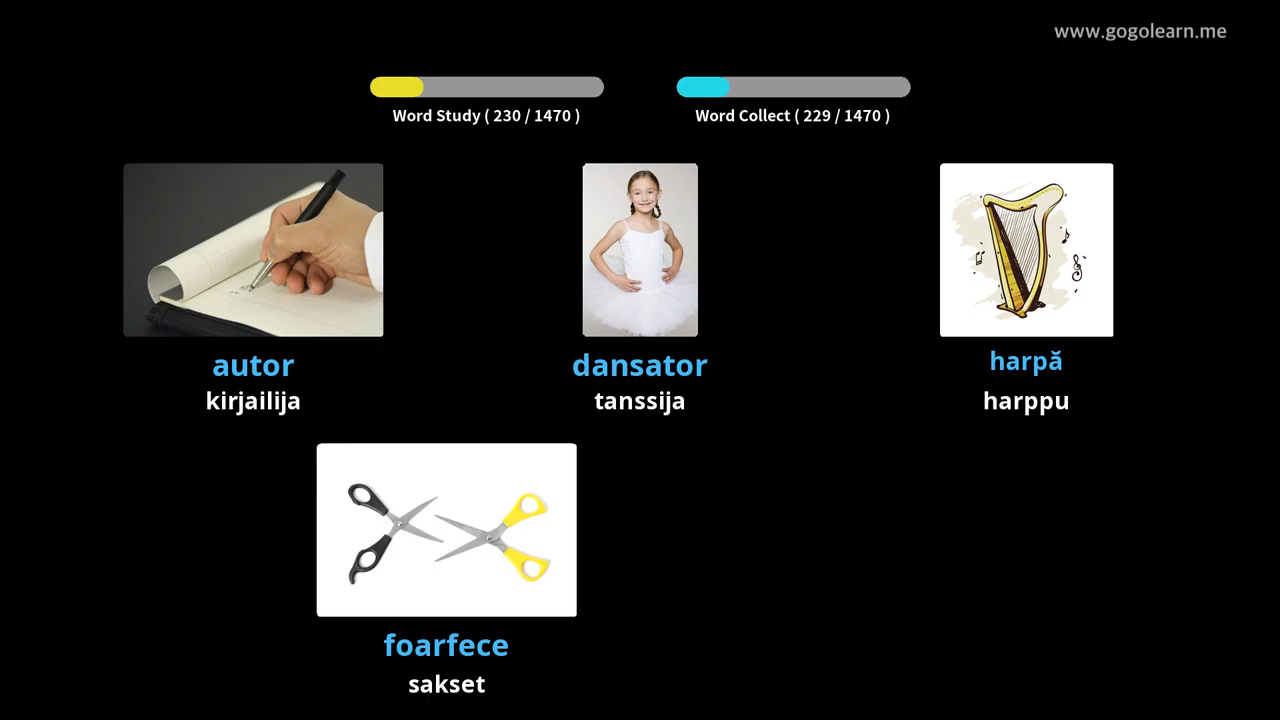 www.gogolearn.me
Word Study ( 230 / 1470 )
Word Collect ( 229 / 1470 )
autor
kirjailija
dansator
tanssija
harpă
harppu
foarfece
sakset